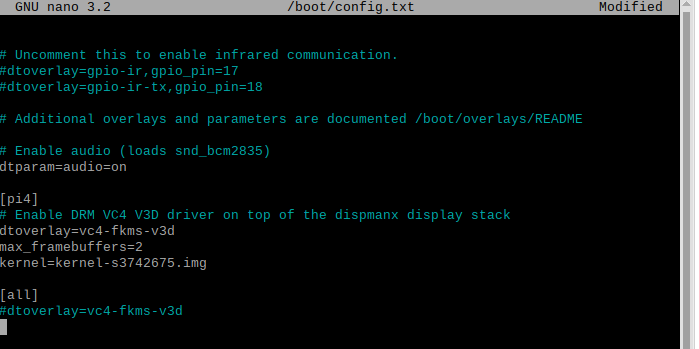 GNU nano 3.2 /boot/config.txt Modified
# Uncomment this to enable infrared communication.
#dtoverlay=gpio-ir,gpio_pin=17
#dtoverlay=gpio-ir-tx,gpio_pin=18
# Additional overlays and parameters are documented /boot/overlays/README
# Enable audio (loads snd_bcm2835)
dtparam=audio=on
[pi4]
# Enable DRM VC4 V3D driver on top of the dispmanx display stack
dtoverlay=vc4-fkms-v3d
max_framebuffers=2
kernel=kernel-s3742675.img
[all]
#dtoverlay=vc4-fkms-v3d